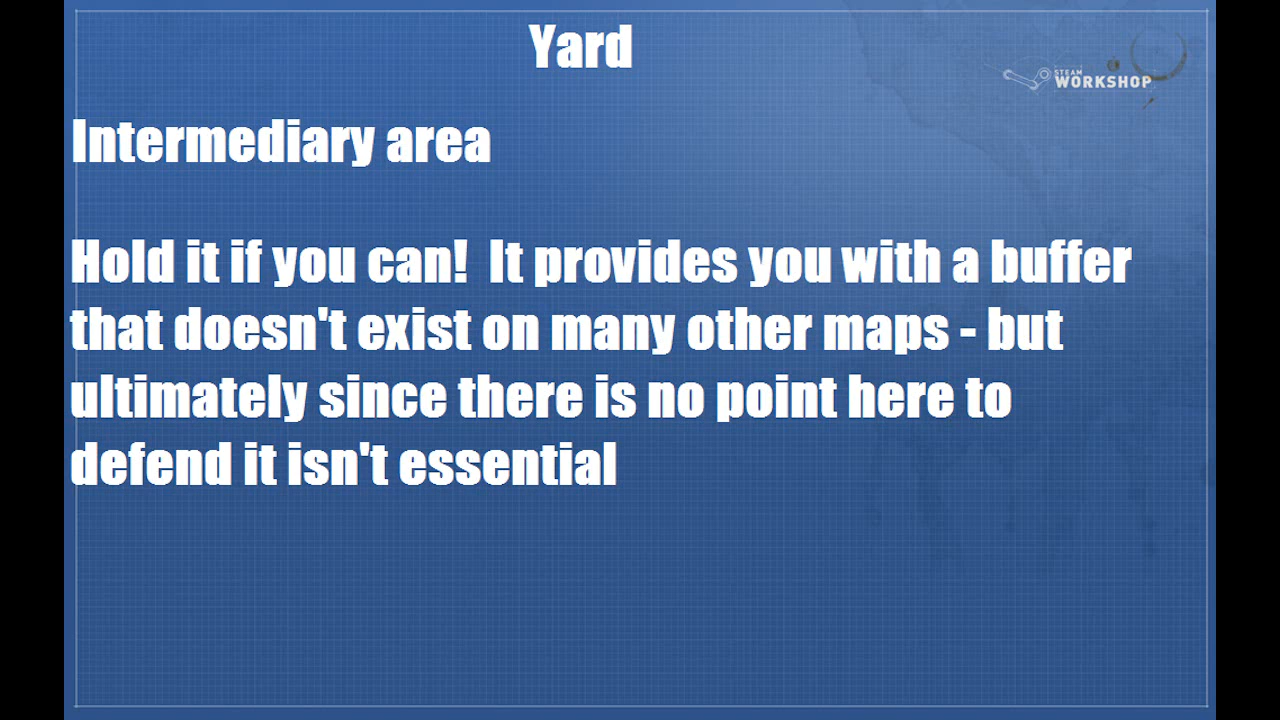 Yard
STEAM
WORKSHOP
Intermediary area
Hold it if you can!  It provides you with a buffer
that doesn't exist on many other maps - but
ultimately since there is no point here to
defend it isn't essential